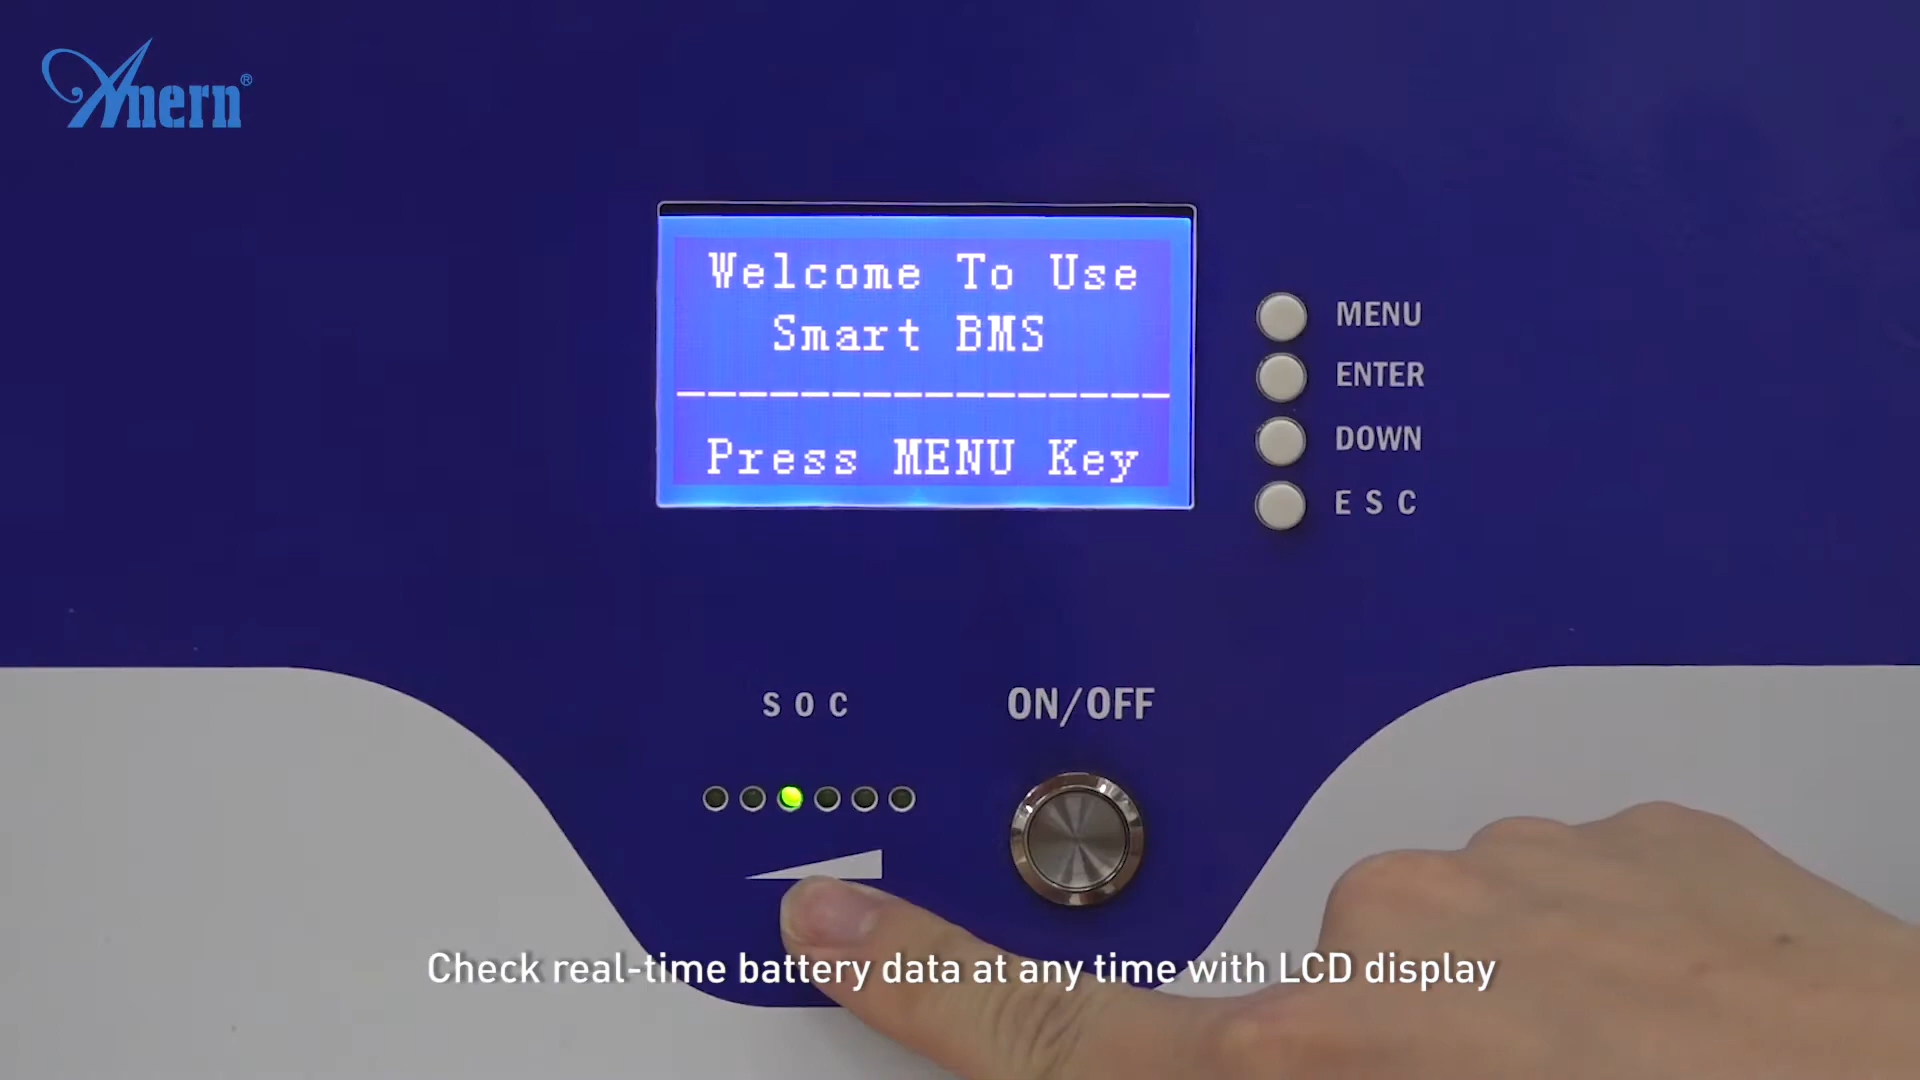 Anern®
Welcome To Use
Smart BMS
----------------
Press MENU Key
MENU
ENTER
DOWN
ESC
SOC
ON/OFF
Check real-time battery data at any time with LCD display